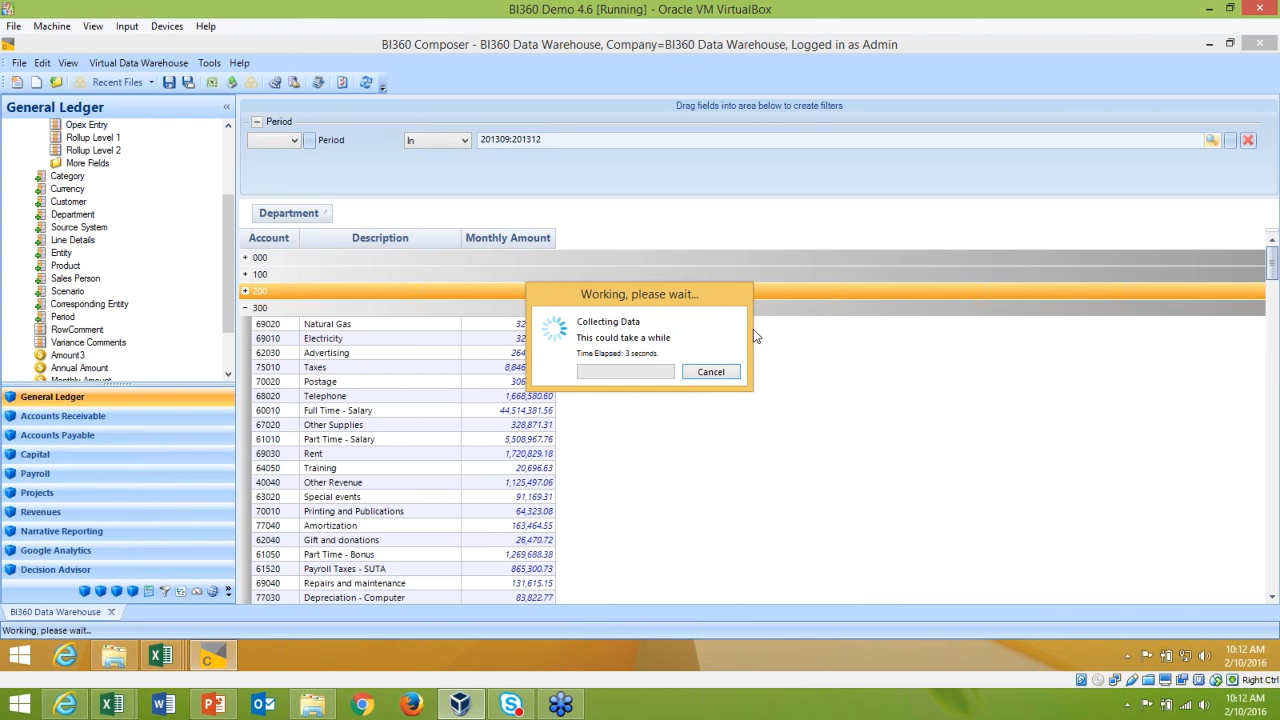 BI360 Demo 4.6 [Running] - Oracle VM VirtualBox
File Machine View Input Devices Help
BI360 Composer - BI360 Data Warehouse, Company=BI360 Data Warehouse, Logged in as Admin
File Edit View Virtual Data Warehouse Tools Help
Recent Files
General Ledger
Drag fields into area below to create filters
Opex Entry
Rollup Level 1
Rollup Level 2
More Fields
Category
Currency
Customer
Department
Source System
Line Details
Entity
Product
Sales Person
Scenario
Corresponding Entity
Period
RowComment
Variance Comments
Amount3
Annual Amount
General Ledger
Accounts Receivable
Accounts Payable
Capital
Payroll
Projects
Revenues
Narrative Reporting
Google Analytics
Decision Advisor
Period
Period In 201309:201312
Department
Account Description Monthly Amount
000
100
200
300
69020 Natural Gas
69010 Electricity
62030 Advertising
75010 Taxes
70020 Postage
68020 Telephone 1,668,580.60
60010 Full Time - Salary 44,514,381.56
67020 Other Supplies 328,871.31
61010 Part Time - Salary 5,508,967.76
69030 Rent 1,720,829.18
64050 Training 20,696.63
40040 Other Revenue 1,125,497.06
63020 Special events 91,169.31
70010 Printing and Publications 64,323.08
77040 Amortization 163,464.55
62040 Gift and donations 26,470.72
61050 Part Time - Bonus 1,269,688.38
61520 Payroll Taxes - SUTA 865,300.73
69040 Repairs and maintenance 131,615.15
77030 Depreciation - Computer 83,822.77
Working, please wait...
Collecting Data
This could take a while
Time Elapsed: 3 seconds.
Cancel
BI360 Data Warehouse
Working, please wait...
10:12 AM
2/10/2016
Right Ctrl
10:12 AM
2/10/2016